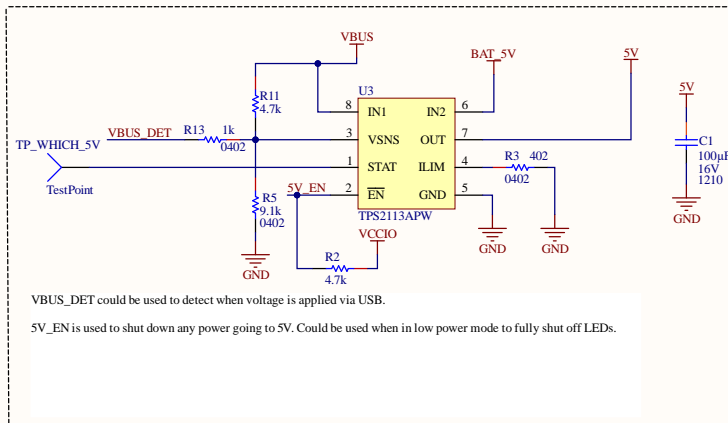 VBUS
BAT_5V
5V
U3
R11
4.7k
8 IN1 IN2 6
VBUS_DET R13 1k
0402
3 VSNS OUT 7
TP_WHICH_5V
1 STAT ILIM 4 R3 402
0402
TestPoint
5V_EN 2 EN GND 5
R5
9.1k
0402
TPS2113APW
GND
GND
GND
VCCIO
R2
4.7k
5V
C1
100µF
16V
1210
GND
VBUS_DET could be used to detect when voltage is applied via USB.
5V_EN is used to shut down any power going to 5V. Could be used when in low power mode to fully shut off LEDs.